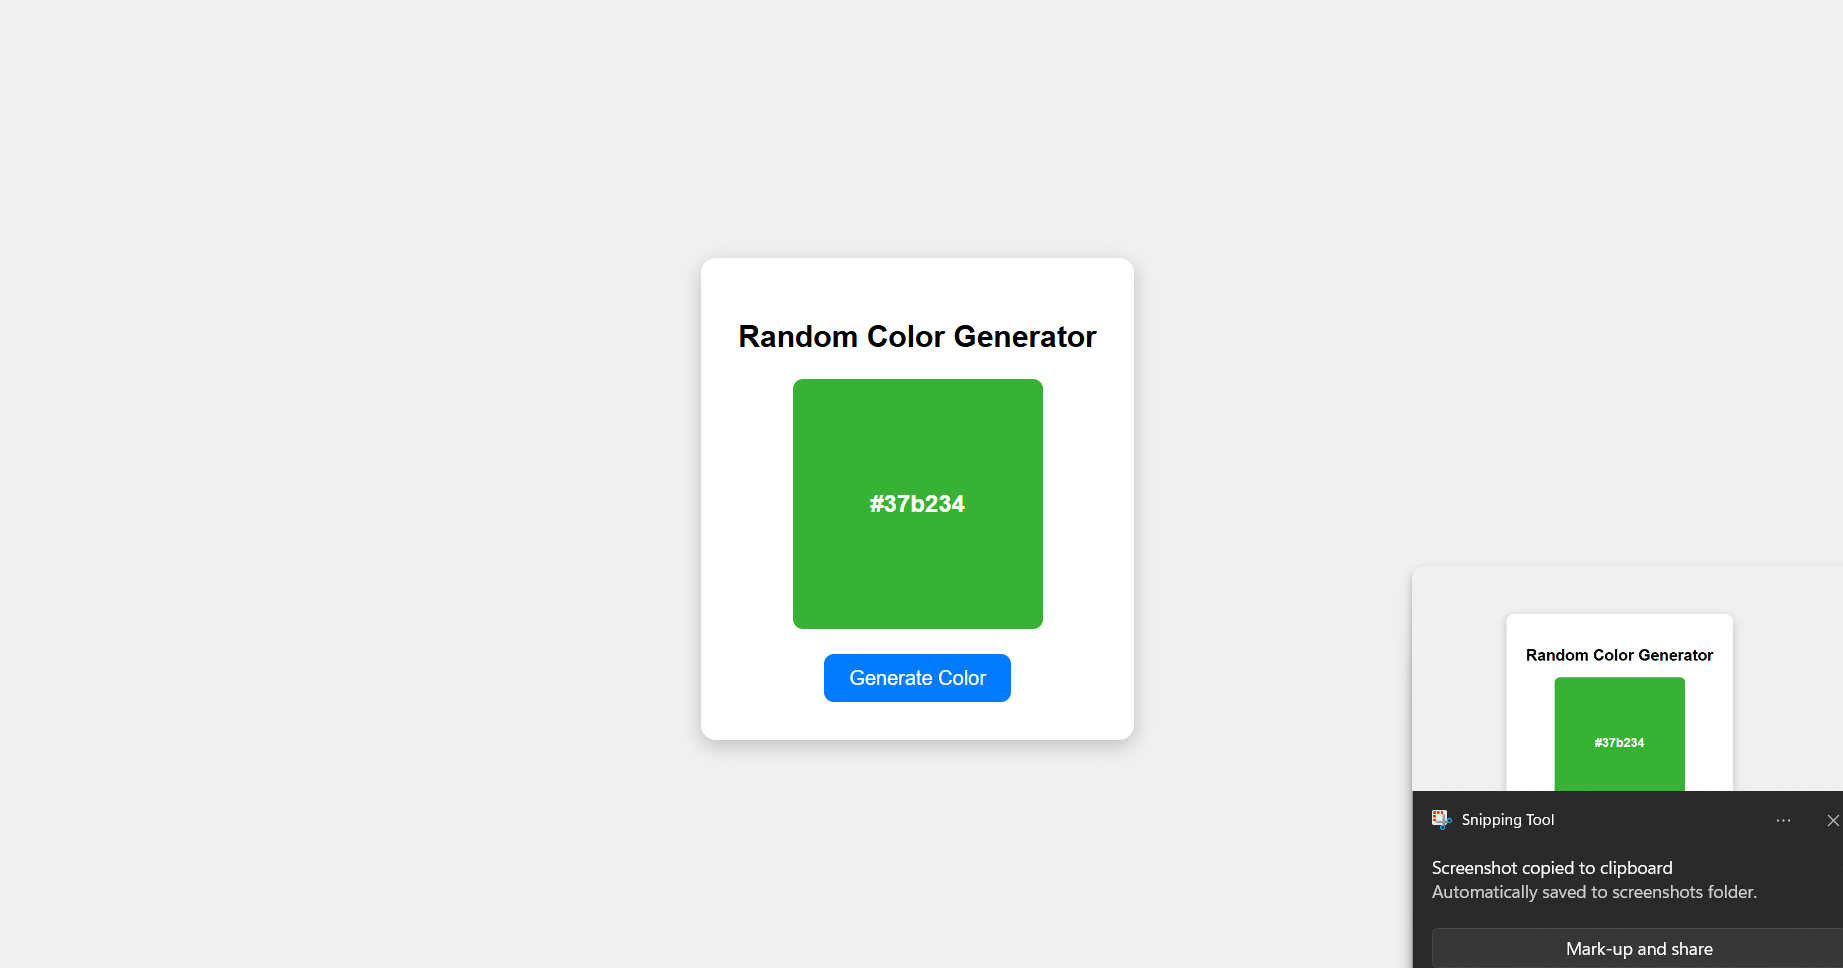 Random Color Generator
#37b234
Generate Color
Random Color Generator
#37b234
Snipping Tool
Screenshot copied to clipboard
Automatically saved to screenshots folder.
Mark-up and share